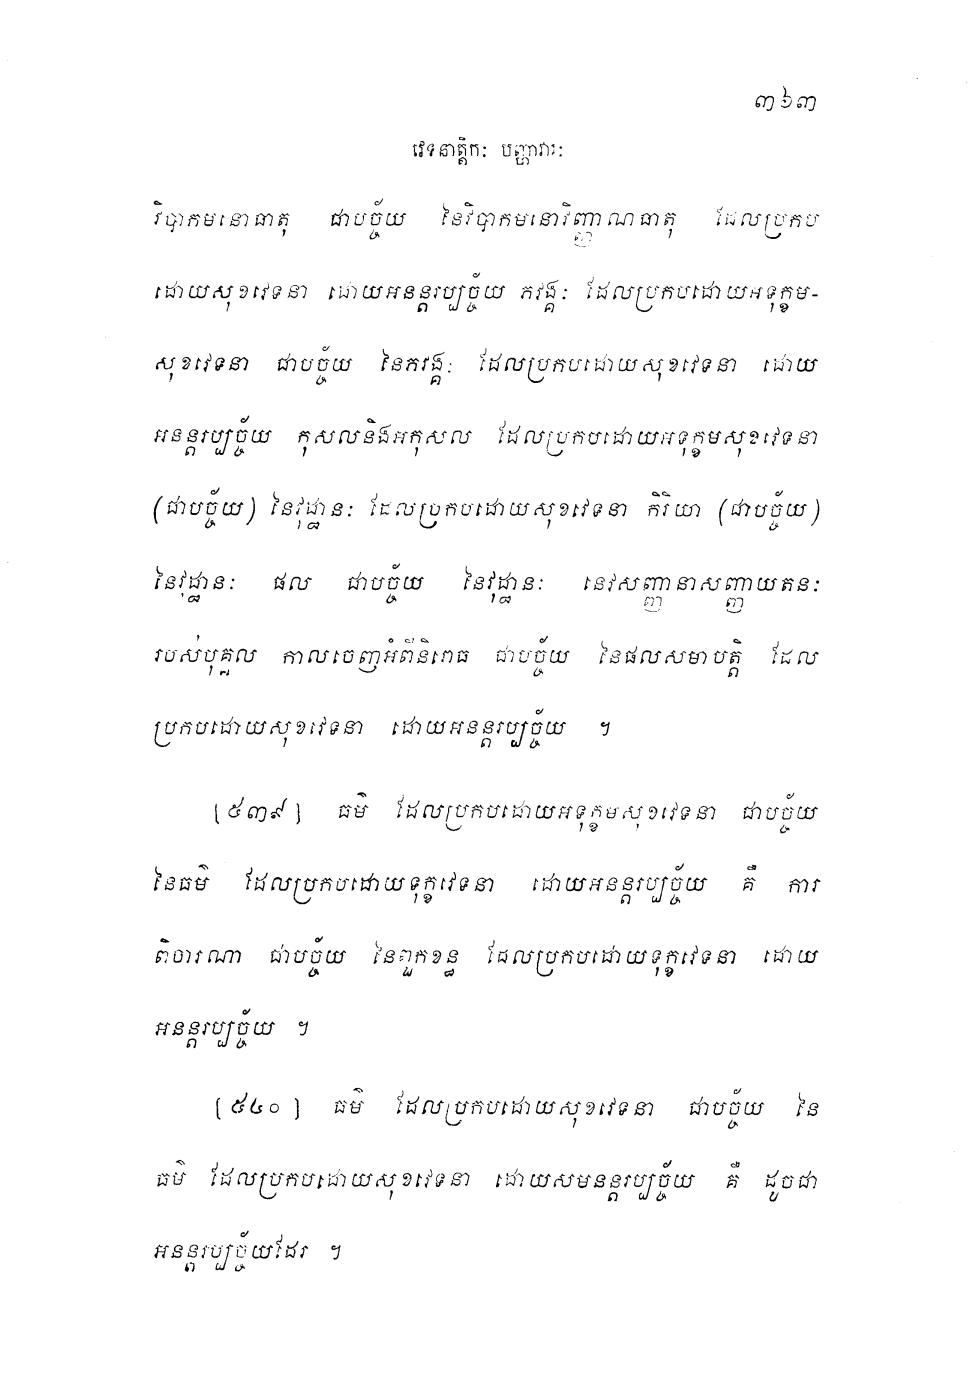 ៣៦៣
វេទនាត្តិកៈ បញ្ហាវារៈ
វិបាកមនោធាតុ ជាបច្ច័យ នៃវិបាកមនោវិញ្ញាណធាតុ ដែលប្រកប
ដោយសុខវេទនា ដោយអនន្តរប្បច្ច័យ ភវង្គៈ ដែលប្រកបដោយអទុក្ខម-
សុខវេទនា ជាបច្ច័យ នៃភវង្គៈ ដែលប្រកបដោយសុខវេទនា ដោយ
អនន្តរប្បច្ច័យ កុសលនិងអកុសល ដែលប្រកបដោយអទុក្ខមសុខវេទនា
(ជាបច្ច័យ) នៃវុដ្ឋានៈ ដែលប្រកបដោយសុខវេទនា កិរិយា (ជាបច្ច័យ)
នៃវុដ្ឋានៈ ផល ជាបច្ច័យ នៃវុដ្ឋានៈ នេវសញ្ញានាសញ្ញាយតនៈ
របស់បុគ្គល កាលចេញអំពីនិរោធ ជាបច្ច័យ នៃផលសមាបត្តិ ដែល
ប្រកបដោយសុខវេទនា ដោយអនន្តរប្បច្ច័យ ។
[៥៣៩] ធម៌ ដែលប្រកបដោយអទុក្ខមសុខវេទនា ជាបច្ច័យ
នៃធម៌ ដែលប្រកបដោយទុក្ខវេទនា ដោយអនន្តរប្បច្ច័យ គឺ ការ
ពិចារណា ជាបច្ច័យ នៃពួកខន្ធ ដែលប្រកបដោយទុក្ខវេទនា ដោយ
អនន្តរប្បច្ច័យ ។
[៥៤០] ធម៌ ដែលប្រកបដោយសុខវេទនា ជាបច្ច័យ នៃ
ធម៌ ដែលប្រកបដោយសុខវេទនា ដោយសមនន្តរប្បច្ច័យ គឺ ដូចជា
អនន្តរប្បច្ច័យដែរ ។